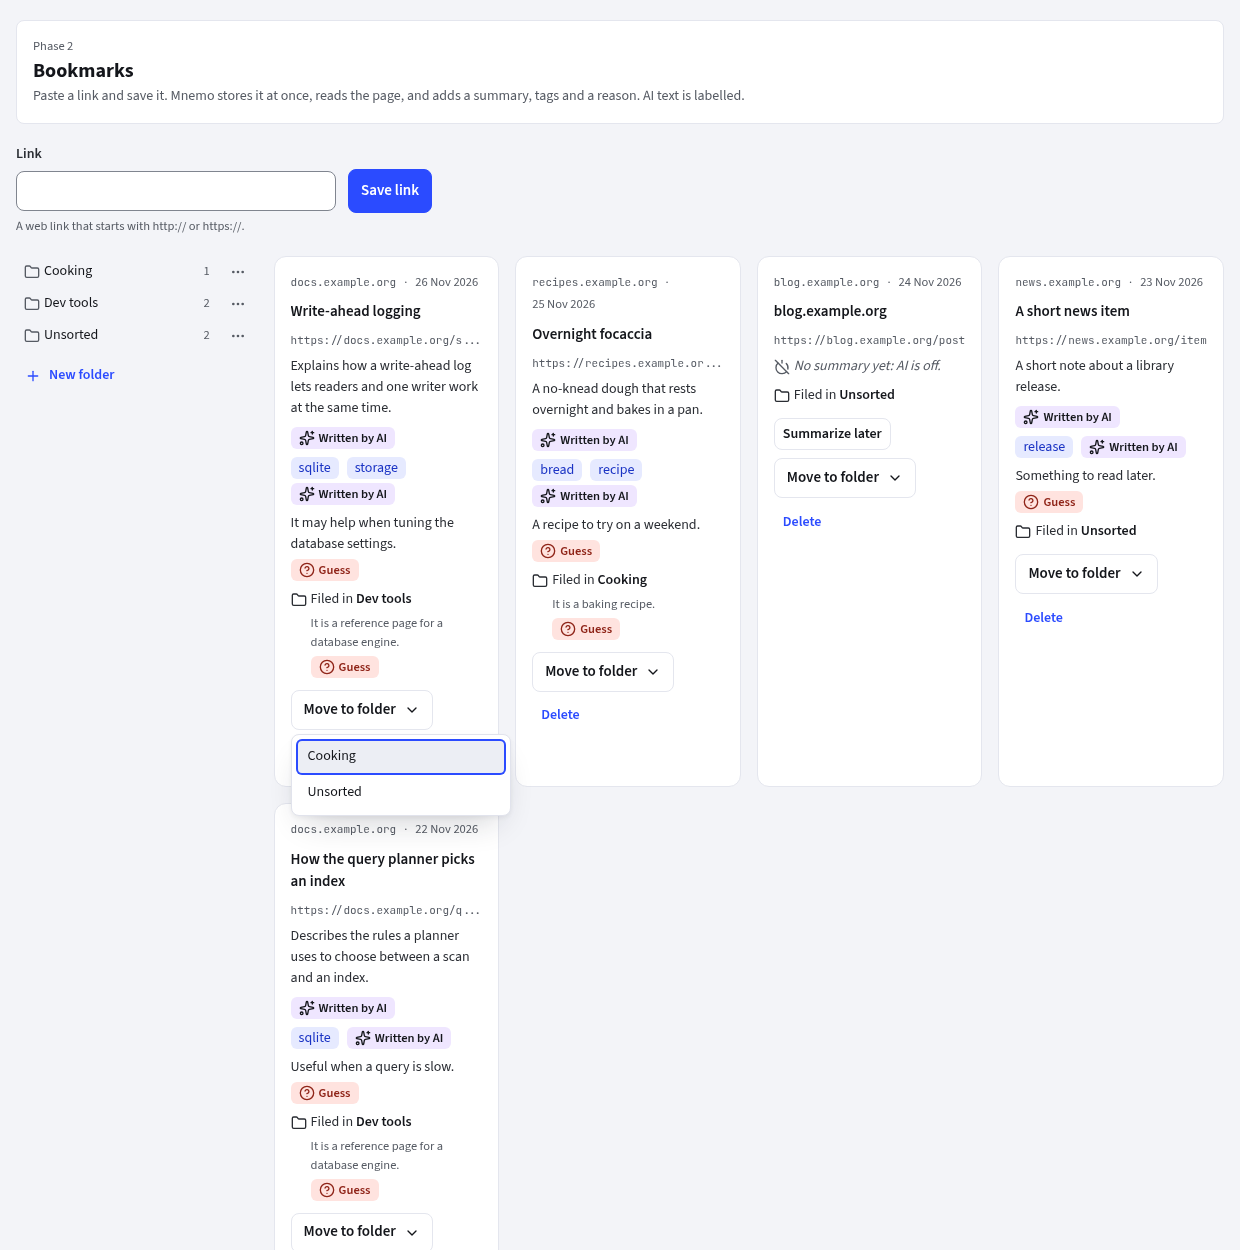 Phase 2
Bookmarks
Paste a link and save it. Mnemo stores it at once, reads the page, and adds a summary, tags and a reason. AI text is labelled.
Link
Save link
A web link that starts with http:// or https://.
Cooking 1 ...
Dev tools 2 ...
Unsorted 2 ...
+ New folder
docs.example.org · 26 Nov 2026
Write-ahead logging
https://docs.example.org/s...
Explains how a write-ahead log
lets readers and one writer work
at the same time.
Written by AI
sqlite storage
Written by AI
It may help when tuning the
database settings.
Guess
Filed in Dev tools
It is a reference page for a
database engine.
Guess
Move to folder
Cooking
Unsorted
recipes.example.org ·
25 Nov 2026
Overnight focaccia
https://recipes.example.or...
A no-knead dough that rests
overnight and bakes in a pan.
Written by AI
bread recipe
Written by AI
A recipe to try on a weekend.
Guess
Filed in Cooking
It is a baking recipe.
Guess
Move to folder
Delete
blog.example.org · 24 Nov 2026
blog.example.org
https://blog.example.org/post
No summary yet: AI is off.
Filed in Unsorted
Summarize later
Move to folder
Delete
news.example.org · 23 Nov 2026
A short news item
https://news.example.org/item
A short note about a library
release.
Written by AI
release Written by AI
Something to read later.
Guess
Filed in Unsorted
Move to folder
Delete
docs.example.org · 22 Nov 2026
How the query planner picks
an index
https://docs.example.org/q...
Describes the rules a planner
uses to choose between a scan
and an index.
Written by AI
sqlite Written by AI
Useful when a query is slow.
Guess
Filed in Dev tools
It is a reference page for a
database engine.
Guess
Move to folder